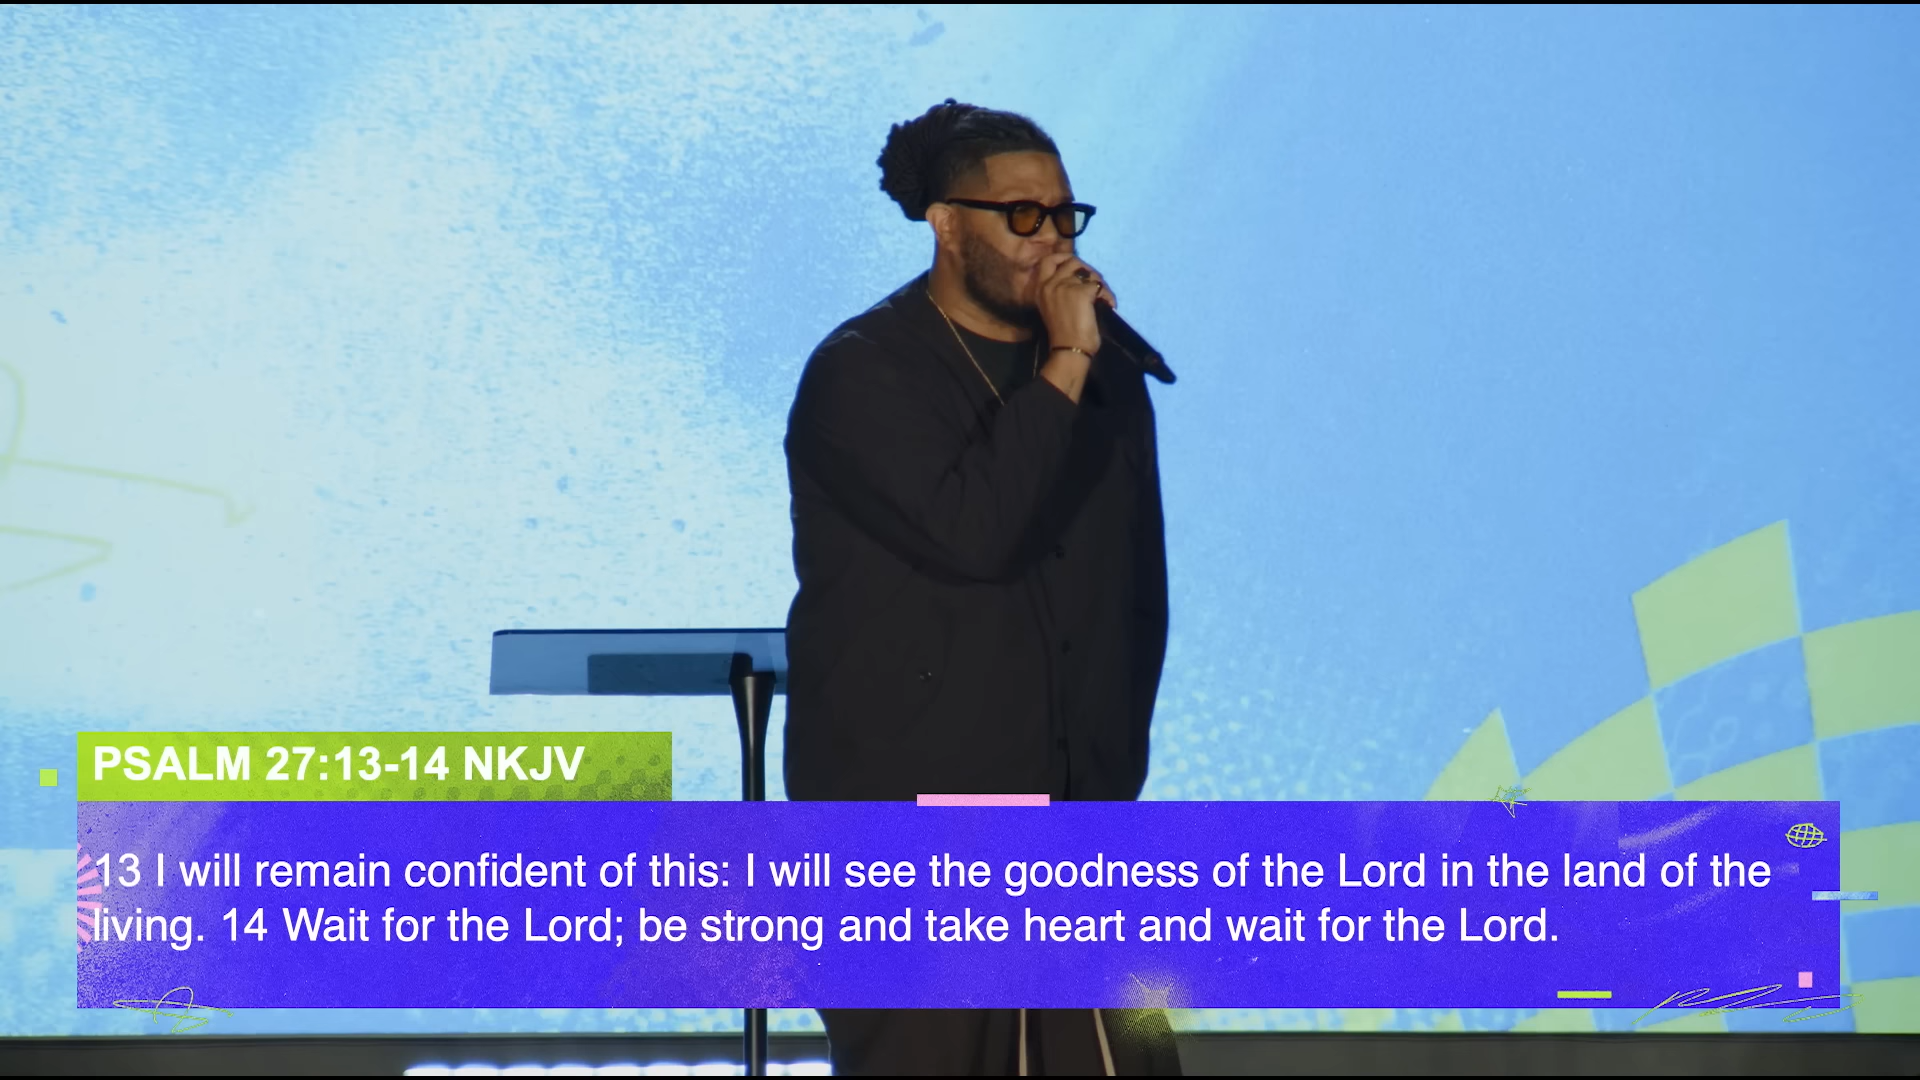 PSALM 27:13-14 NKJV
13 I will remain confident of this: I will see the goodness of the Lord in the land of the
living. 14 Wait for the Lord; be strong and take heart and wait for the Lord.